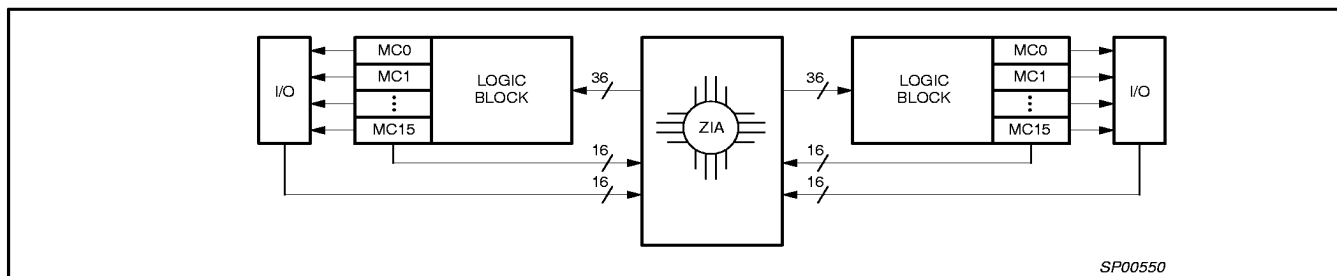 I/O
MC0
MC1
⋮
MC15
LOGIC
BLOCK
36
16
16
ZIA
36
16
16
LOGIC
BLOCK
MC0
MC1
⋮
MC15
I/O
SP00550